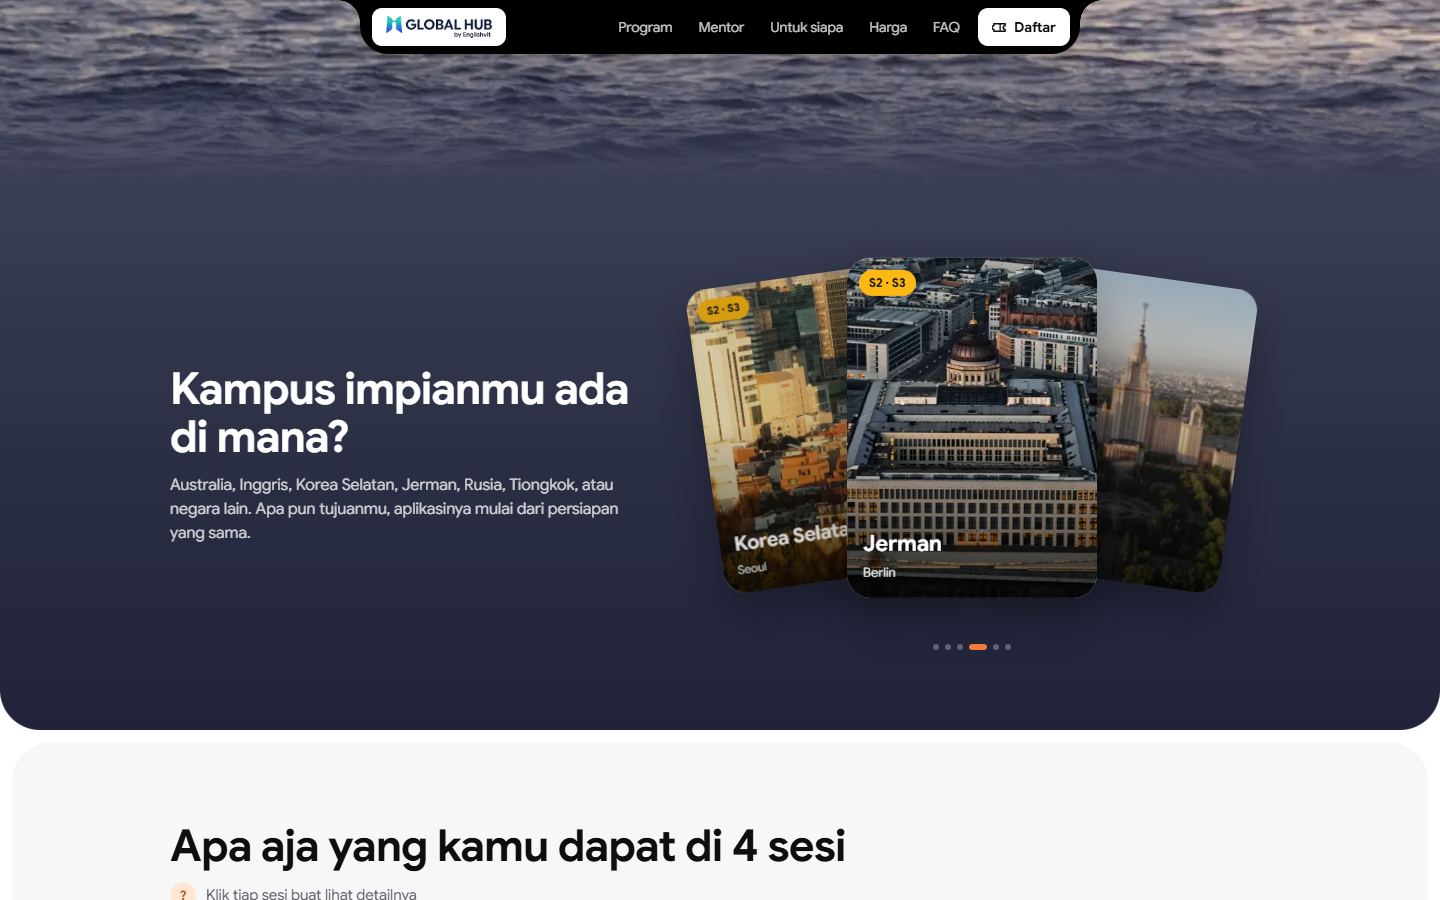 GLOBAL HUB
by Englishvit
Program
Mentor
Untuk siapa
Harga
FAQ
Daftar
Kampus impianmu ada
di mana?
Australia, Inggris, Korea Selatan, Jerman, Rusia, Tiongkok, atau
negara lain. Apa pun tujuanmu, aplikasinya mulai dari persiapan
yang sama.
S2 · S3
Korea Selata
Seoul
S2 · S3
Jerman
Berlin
Apa aja yang kamu dapat di 4 sesi
?
Klik tiap sesi buat lihat detailnya